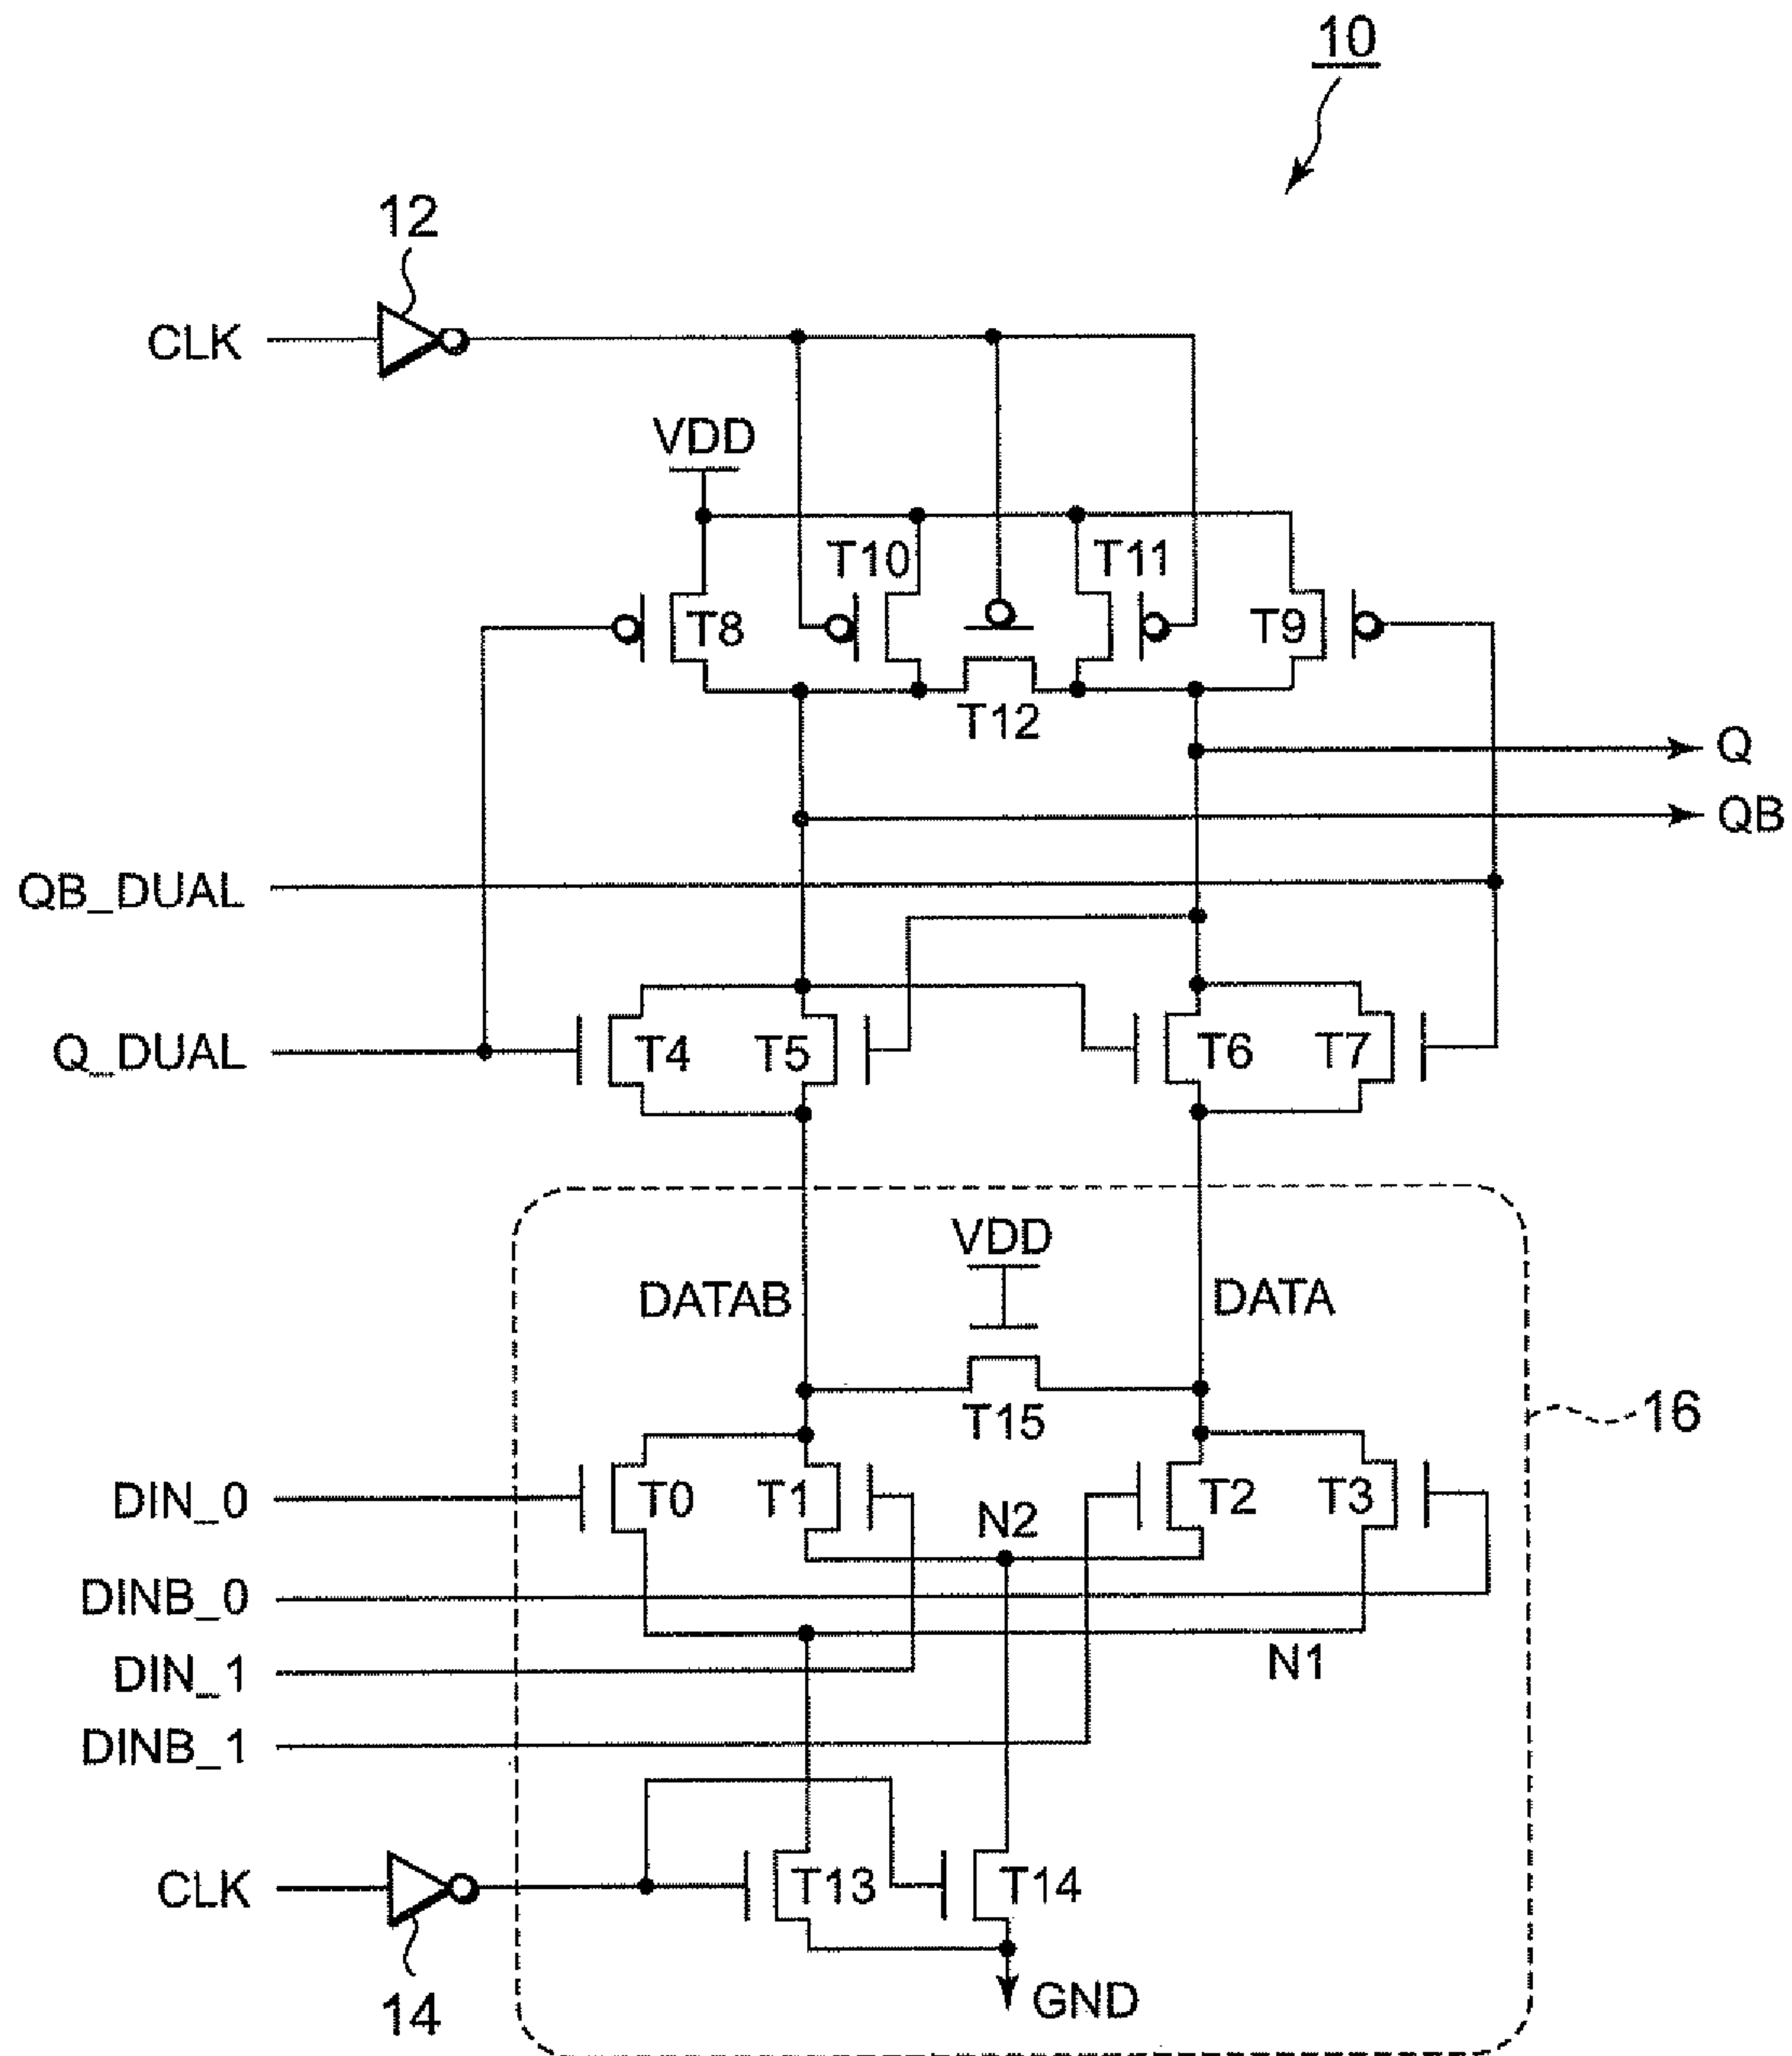 10
12
CLK
VDD
T10
T11
T8
T9
T12
Q
QB
QB_DUAL
Q_DUAL
T4
T5
T6
T7
VDD
DATAB
DATA
T15
16
DIN_0
T0
T1
T2
T3
N2
DINB_0
N1
DIN_1
DINB_1
CLK
T13
T14
14
GND